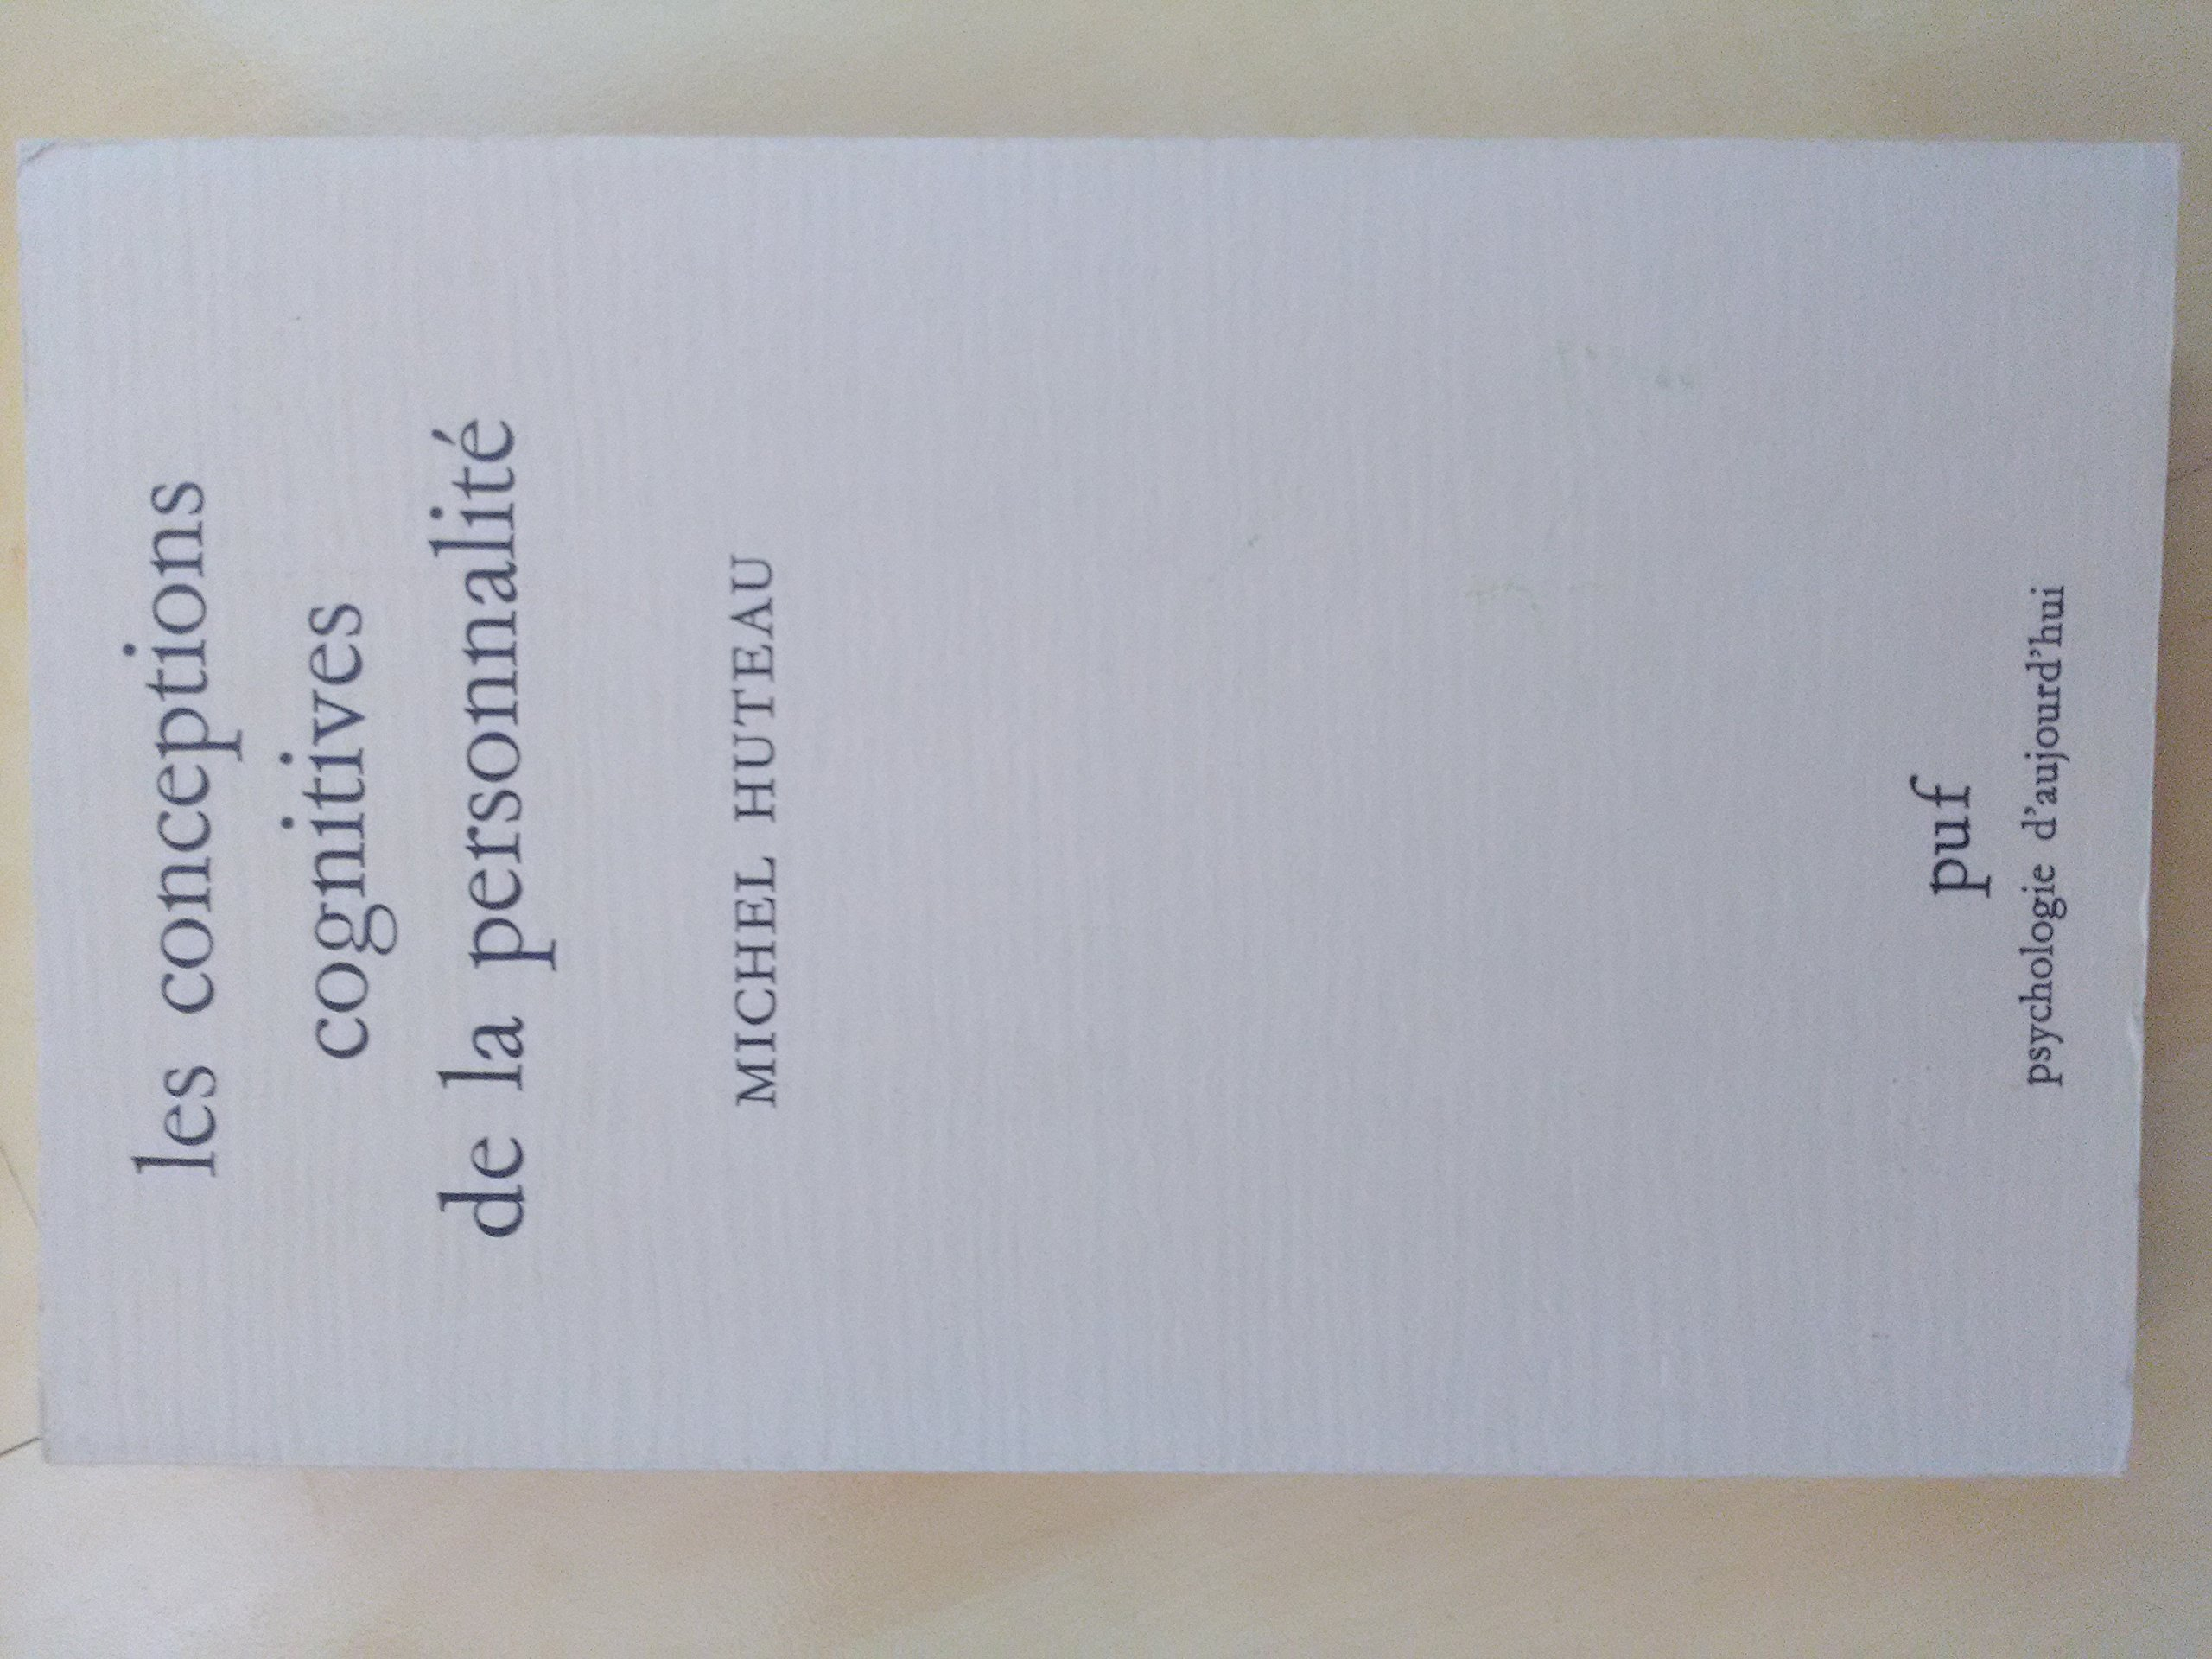 les conceptions
cognitives
de la personnalité
MICHEL HUTEAU
puf
psychologie d'aujourd'hui